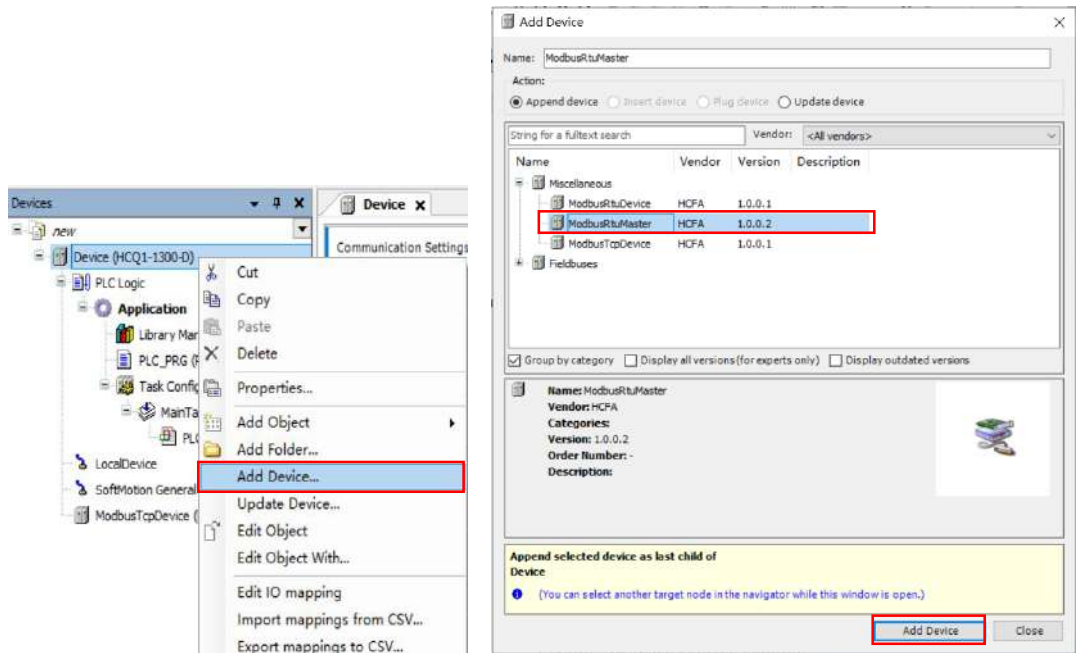 Devices
new
Device (HCQ1-1300-D)
PLC Logic
Application
Library Mar
PLC_PRG (
Task Config
MainTa
PLC
LocalDevice
SoftMotion General
ModbusTcpDevice (
Device
Communication Settings
Cut
Copy
Paste
Delete
Properties...
Add Object
Add Folder...
Add Device...
Update Device...
Edit Object
Edit Object With...
Edit IO mapping
Import mappings from CSV...
Export mappings to CSV...
Add Device
Name: ModbusRtuMaster
Action:
Append device Insert device Plug device Update device
String for a fulltext search Vendor: <All vendors>
Name Vendor Version Description
Miscellaneous
ModbusRtuDevice HCFA 1.0.0.1
ModbusRtuMaster HCFA 1.0.0.2
ModbusTcpDevice HCFA 1.0.0.1
Fieldbuses
Group by category Display all versions (for experts only) Display outdated versions
Name: ModbusRtuMaster
Vendor: HCFA
Categories:
Version: 1.0.0.2
Order Number: -
Description:
Append selected device as last child of
Device
(You can select another target node in the navigator while this window is open.)
Add Device Close